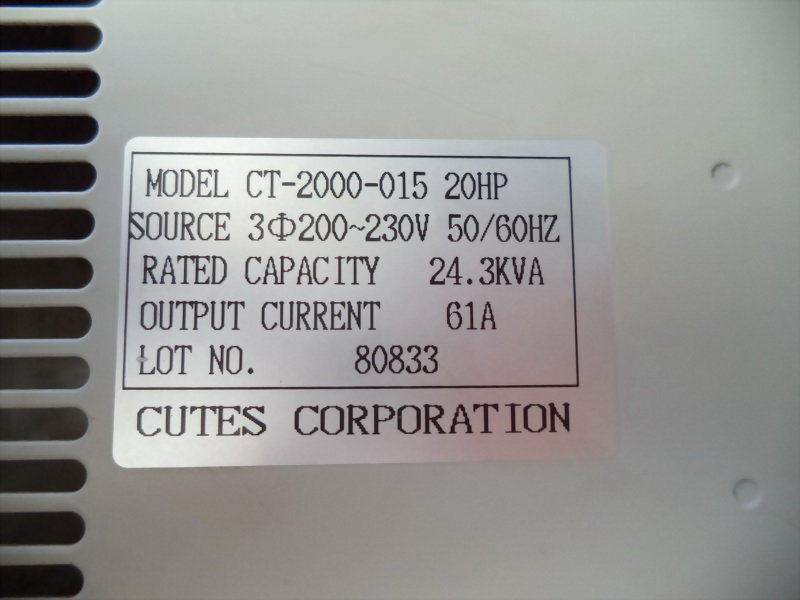 MODEL CT-2000-015 20HP
SOURCE 3Φ200~230V 50/60HZ
RATED CAPACITY 24.3KVA
OUTPUT CURRENT 61A
LOT NO. 80833
CUTES CORPORATION